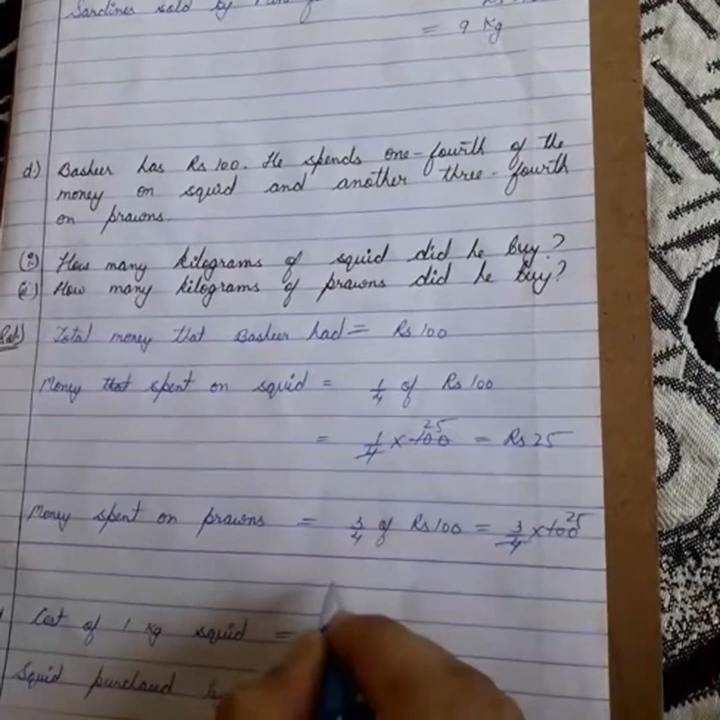 Sardines sold by
= 9 Kg
d.) Basheer has Rs 100. He spends one-fourth of the
money on squid and another three-fourth
on prawns.
(i) How many kilograms of squid did he buy?
(ii) How many kilograms of prawns did he buy?
Sol.) Total money that Basheer had = Rs 100
Money that spent on squid = 1/4 of Rs 100
= 1/4 × 100 25 = Rs 25
Money spent on prawns = 3/4 of Rs 100 = 3/4 × 100 25
Cost of 1 Kg squid =
Squid purchased